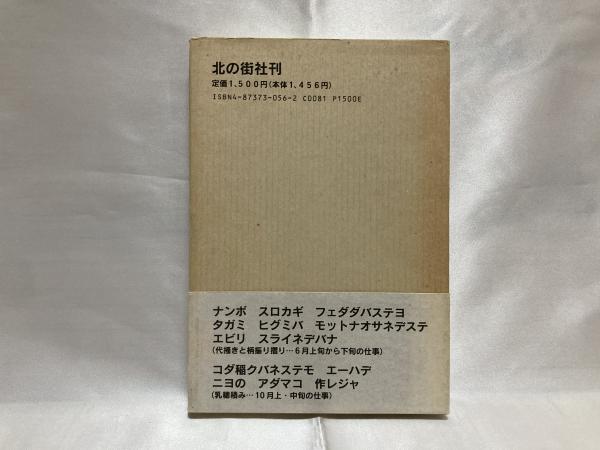 北の街社刊
定価1,500円(本体1,456円)
ISBN4-87373-056-2 C0081 P1500E
ナンボ スロカギ フェダダバステヨ
タガミ ヒグミバ モットナオサネデステ
エビリ スライネデバナ
(代掻きと柄振り摺り…6月上旬から下旬の仕事)
コダ稲クバネステモ エーハデ
ニヨの アダマコ 作レジャ
(乳穂積み…10月上・中旬の仕事)